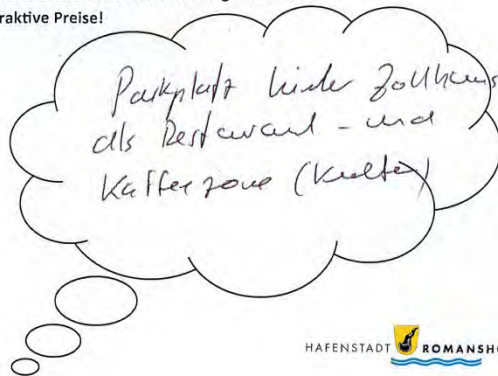 raktive Preise!
Parkplatz hinter Zollhaus
als Restaurant - und
Kaffeezone (Kultur)
HAFENSTADT ROMANSH